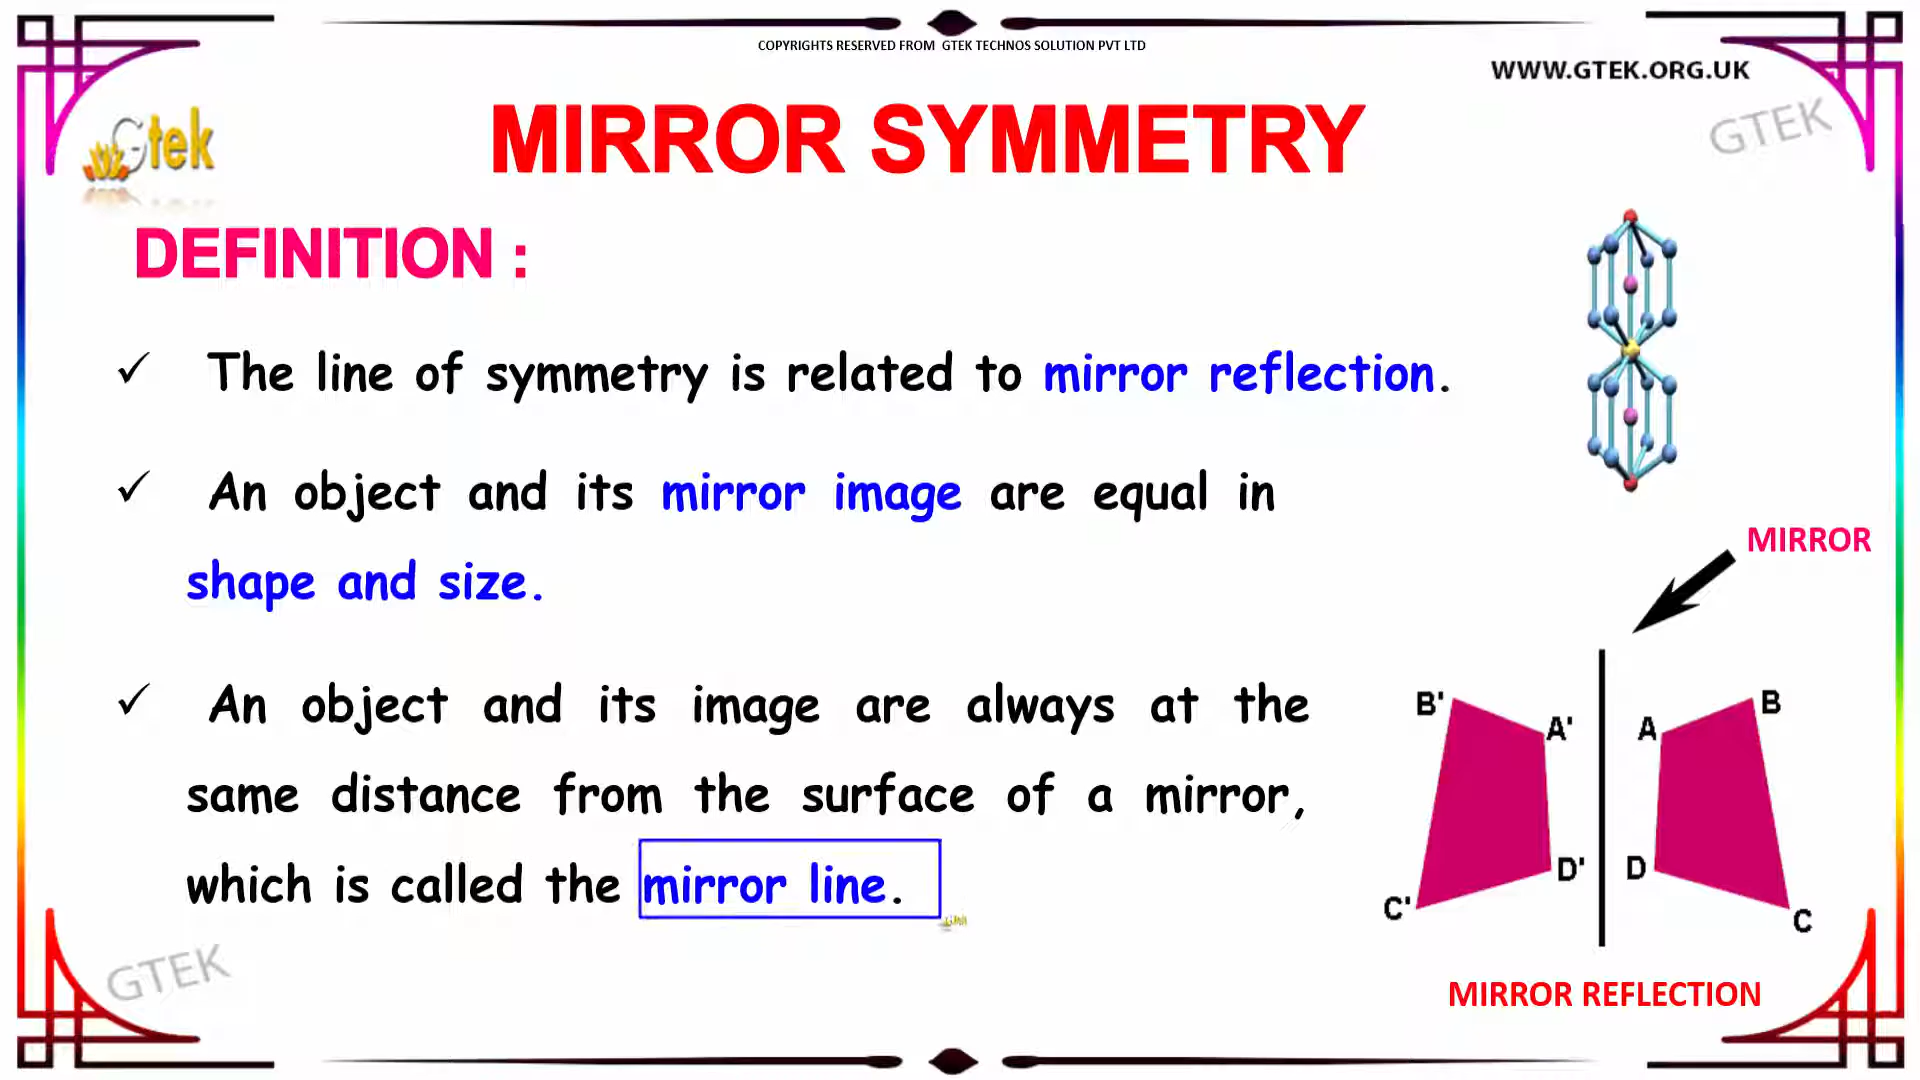 COPYRIGHTS RESERVED FROM GTEK TECHNOS SOLUTION PVT LTD
WWW.GTEK.ORG.UK
Gtek
GTEK
MIRROR SYMMETRY
DEFINITION :
✓ The line of symmetry is related to mirror reflection.
✓ An object and its mirror image are equal in
shape and size.
✓ An object and its image are always at the
same distance from the surface of a mirror,
which is called the mirror line.
Gtek
MIRROR
B' A' A B
C' D' D C
MIRROR REFLECTION
GTEK